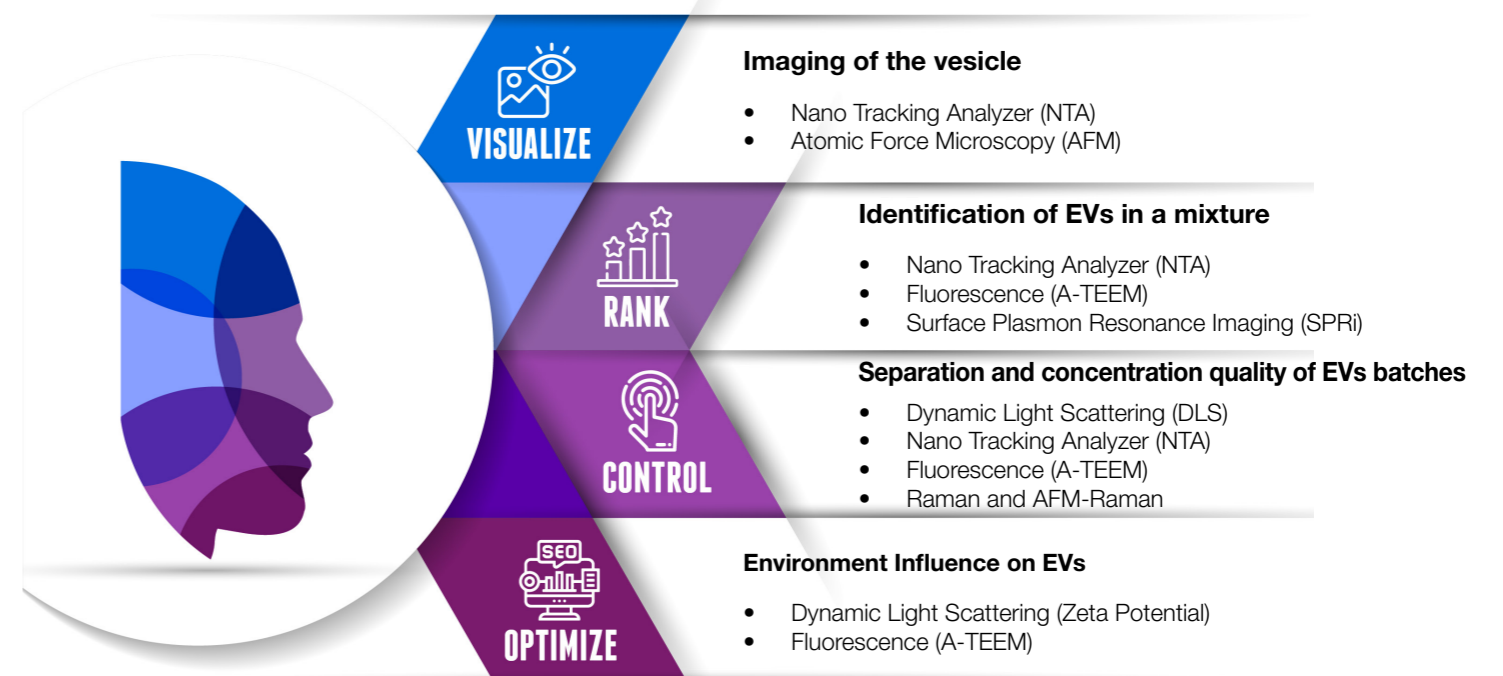 VISUALIZE
Imaging of the vesicle
• Nano Tracking Analyzer (NTA)
• Atomic Force Microscopy (AFM)
RANK
Identification of EVs in a mixture
• Nano Tracking Analyzer (NTA)
• Fluorescence (A-TEEM)
• Surface Plasmon Resonance Imaging (SPRi)
CONTROL
Separation and concentration quality of EVs batches
• Dynamic Light Scattering (DLS)
• Nano Tracking Analyzer (NTA)
• Fluorescence (A-TEEM)
• Raman and AFM-Raman
SEO
OPTIMIZE
Environment Influence on EVs
• Dynamic Light Scattering (Zeta Potential)
• Fluorescence (A-TEEM)